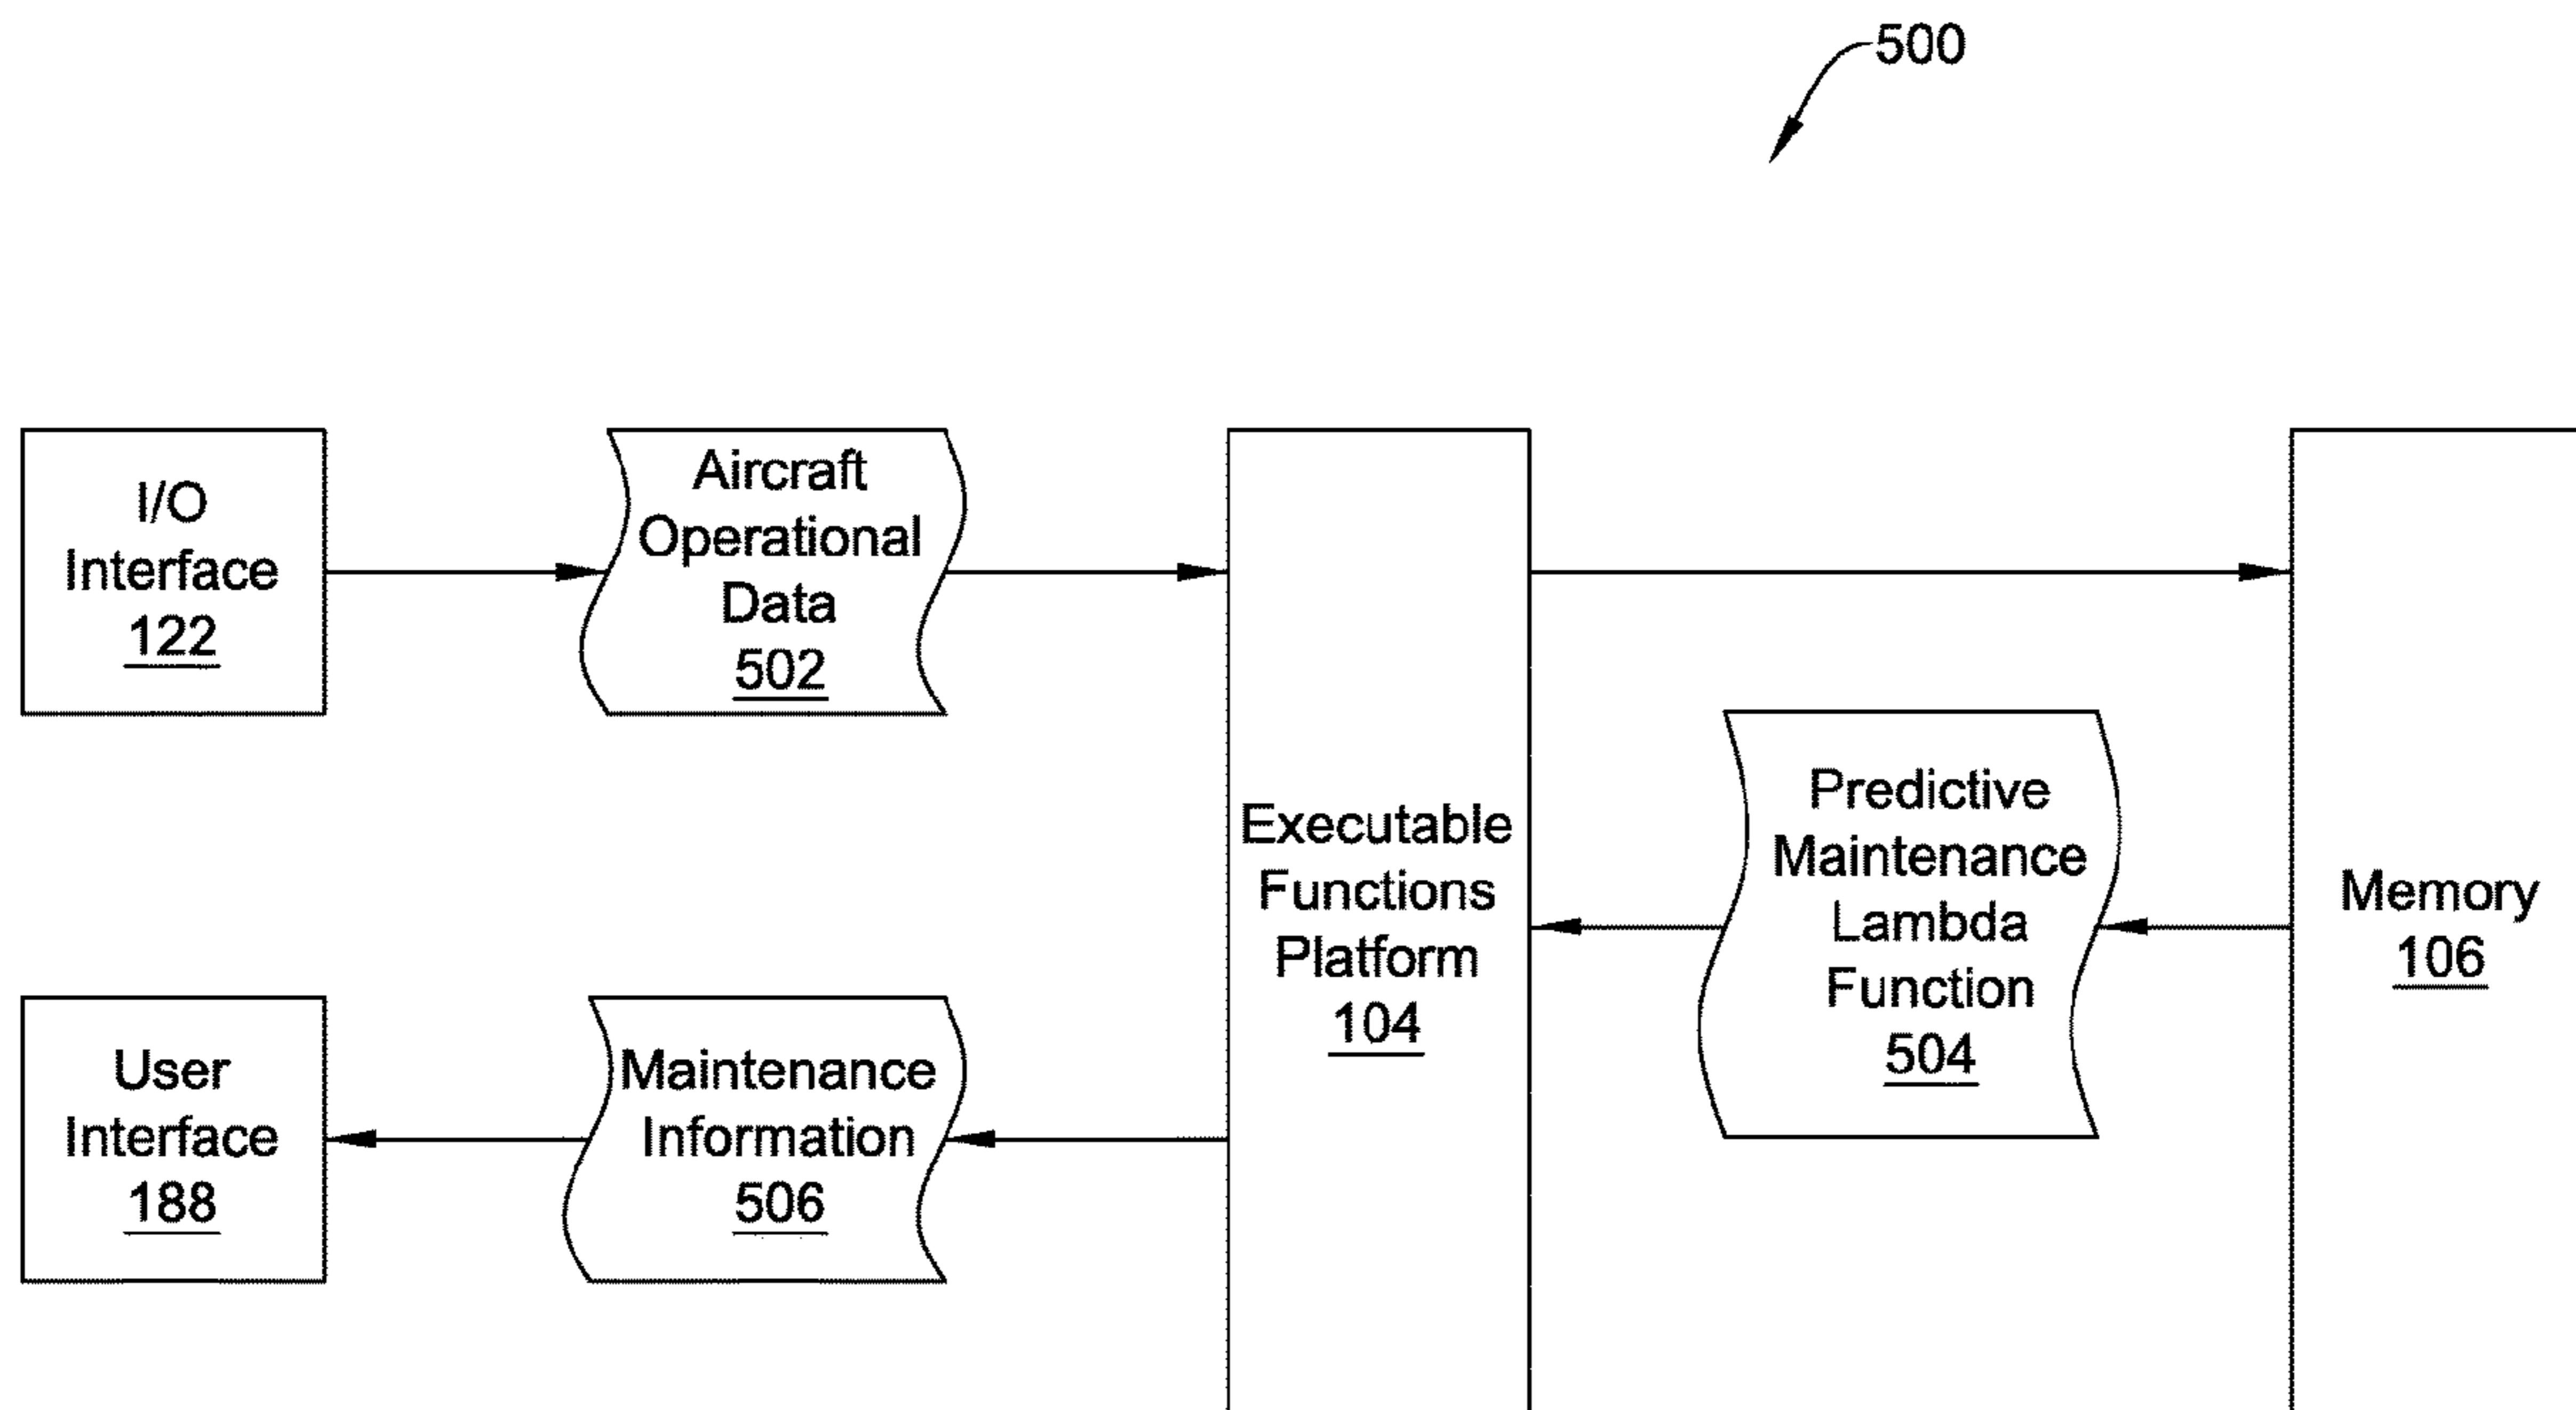 500
I/O
Interface
122
Aircraft
Operational
Data
502
Executable
Functions
Platform
104
Predictive
Maintenance
Lambda
Function
504
Memory
106
User
Interface
188
Maintenance
Information
506